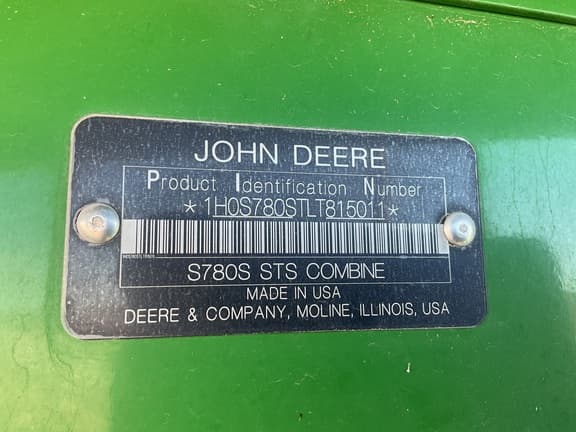 JOHN DEERE
Product Identification Number
*1H0S780STLT815011*
S780S STS COMBINE
MADE IN USA
DEERE & COMPANY, MOLINE, ILLINOIS, USA